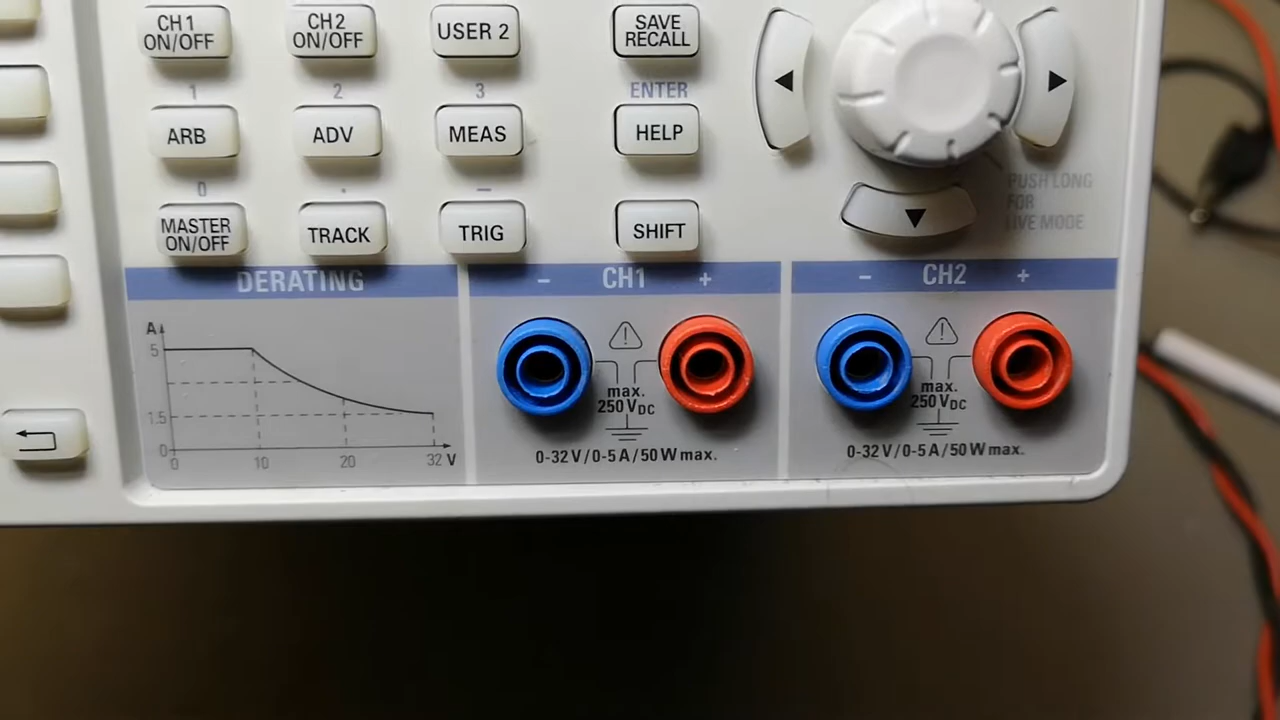 CH1
ON/OFF
CH2
ON/OFF
USER 2
SAVE
RECALL
1
2
3
ENTER
ARB
ADV
MEAS
HELP
0
.
–
PUSH LONG
FOR
LIVE MODE
MASTER
ON/OFF
TRACK
TRIG
SHIFT
DERATING
– CH1 +
– CH2 +
A
5
1.5
0
0 10 20 32 V
max.
250 VDC
0-32 V / 0-5 A / 50 W max.
max.
250 VDC
0-32 V / 0-5 A / 50 W max.